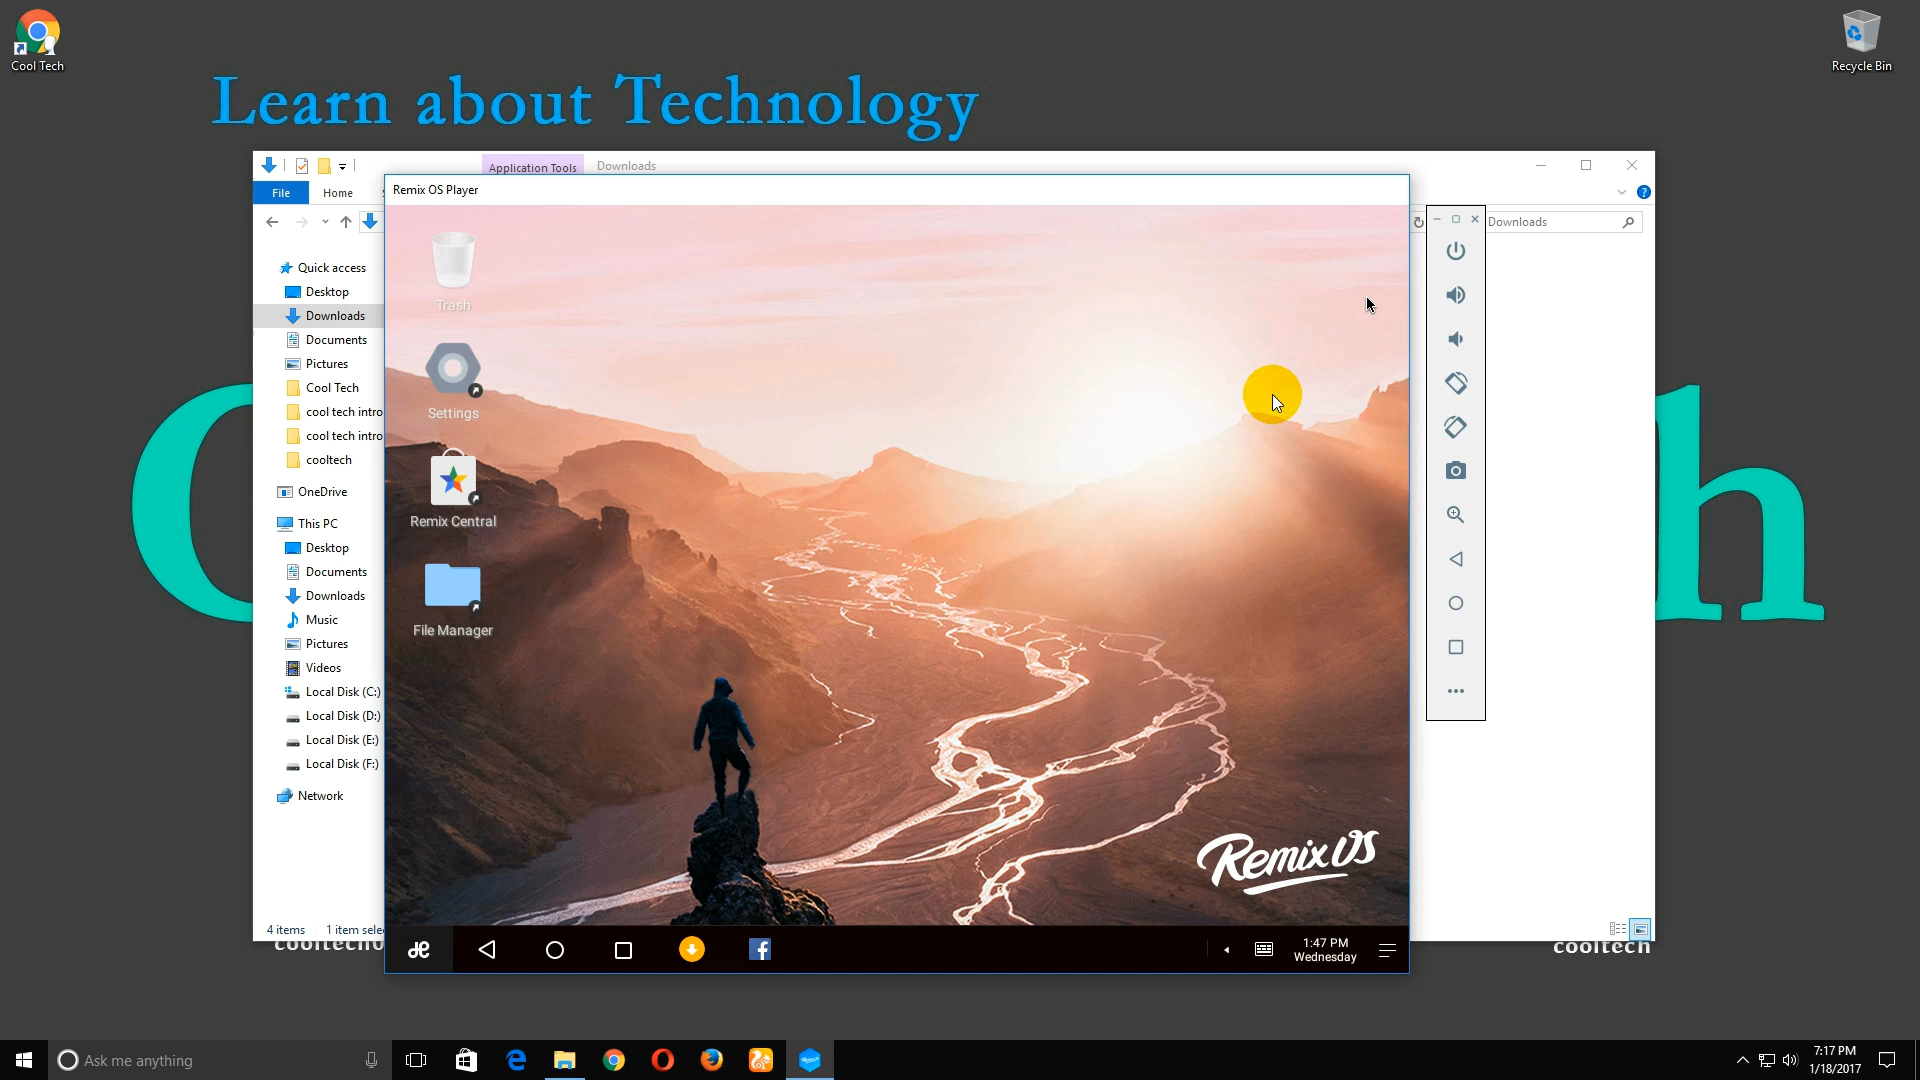 Cool Tech
Recycle Bin
Learn about Technology
Application Tools
Downloads
File
Home
Remix OS Player
Downloads
Quick access
Desktop
Downloads
Documents
Pictures
Cool Tech
cool tech intro
cool tech intro
cooltech
OneDrive
This PC
Desktop
Documents
Downloads
Music
Pictures
Videos
Local Disk (C:)
Local Disk (D:)
Local Disk (E:)
Local Disk (F:)
Network
4 items
1 item sele
Trash
Settings
Remix Central
File Manager
Remix OS
1:47 PM
Wednesday
C
h
cooltech
Ask me anything
7:17 PM
1/18/2017